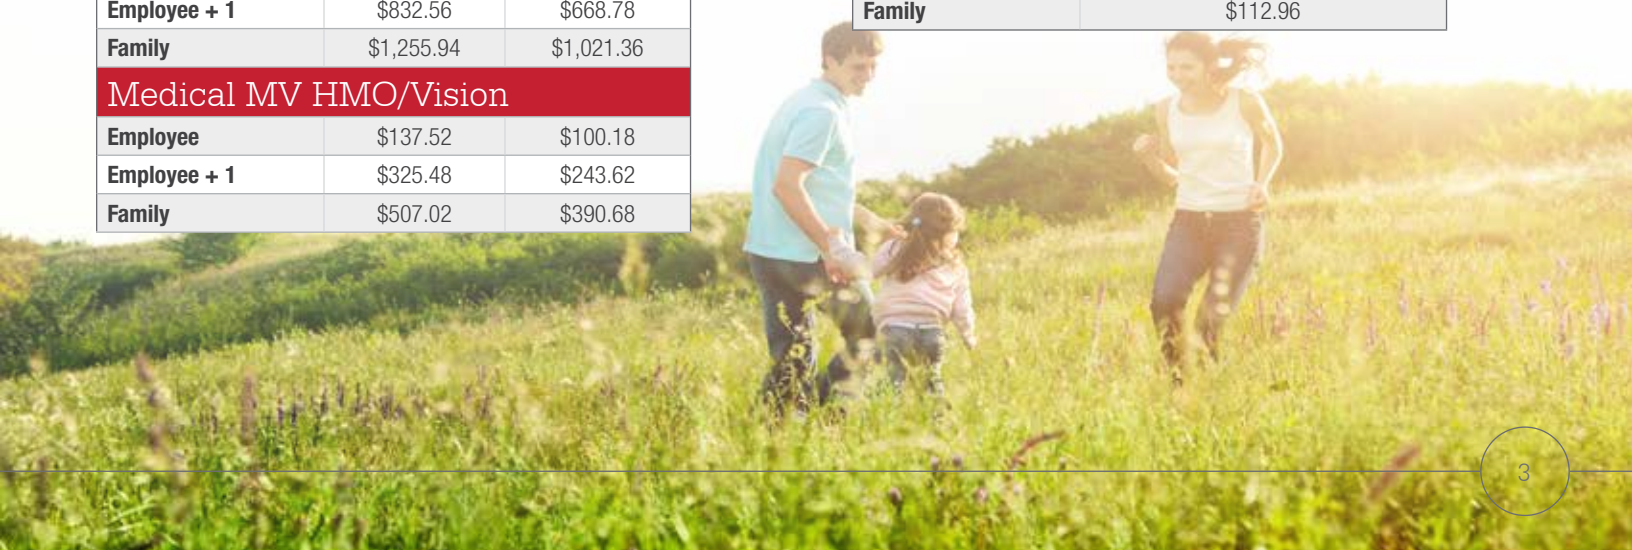 Employee + 1 $832.56 $668.78
Family $1,255.94 $1,021.36
Medical MV HMO/Vision
Employee $137.52 $100.18
Employee + 1 $325.48 $243.62
Family $507.02 $390.68
Family $112.96
3